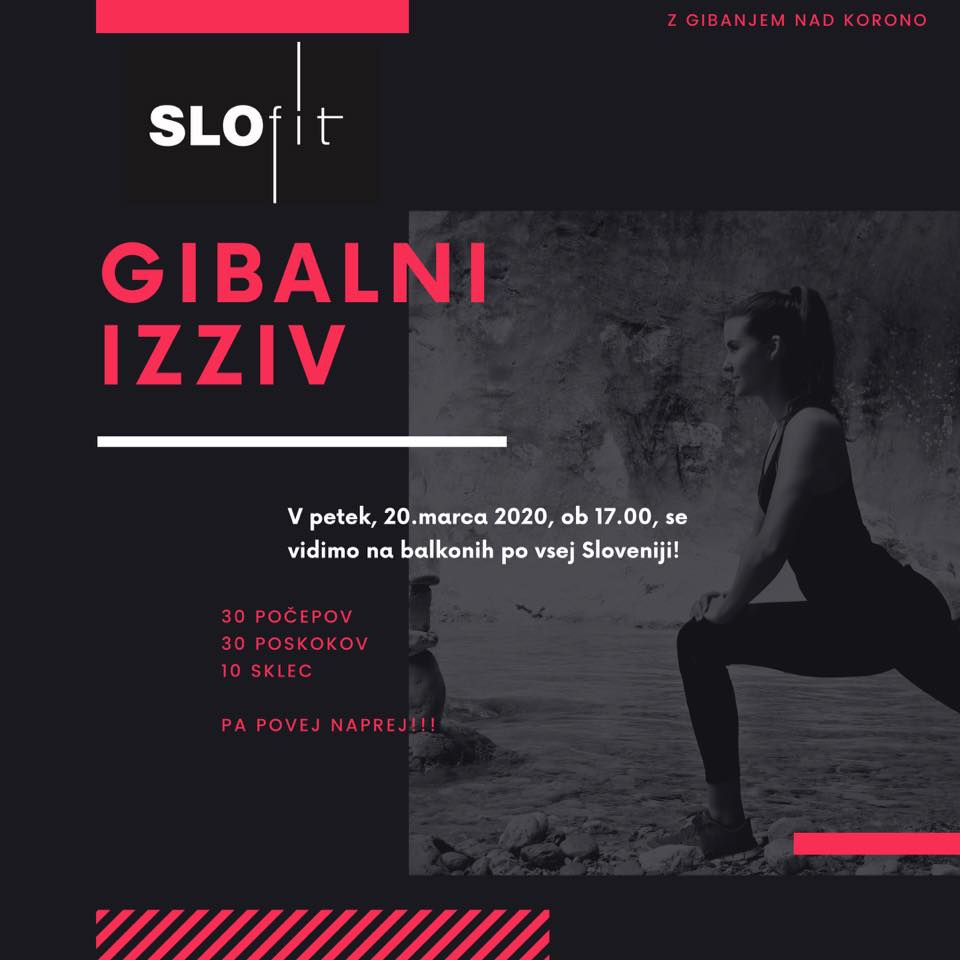 Z GIBANJEM NAD KORONO
SLOfit
GIBALNI
IZZIV
V petek, 20.marca 2020, ob 17.00, se
vidimo na balkonih po vsej Sloveniji!
30 POČEPOV
30 POSKOKOV
10 SKLEC
PA POVEJ NAPREJ!!!